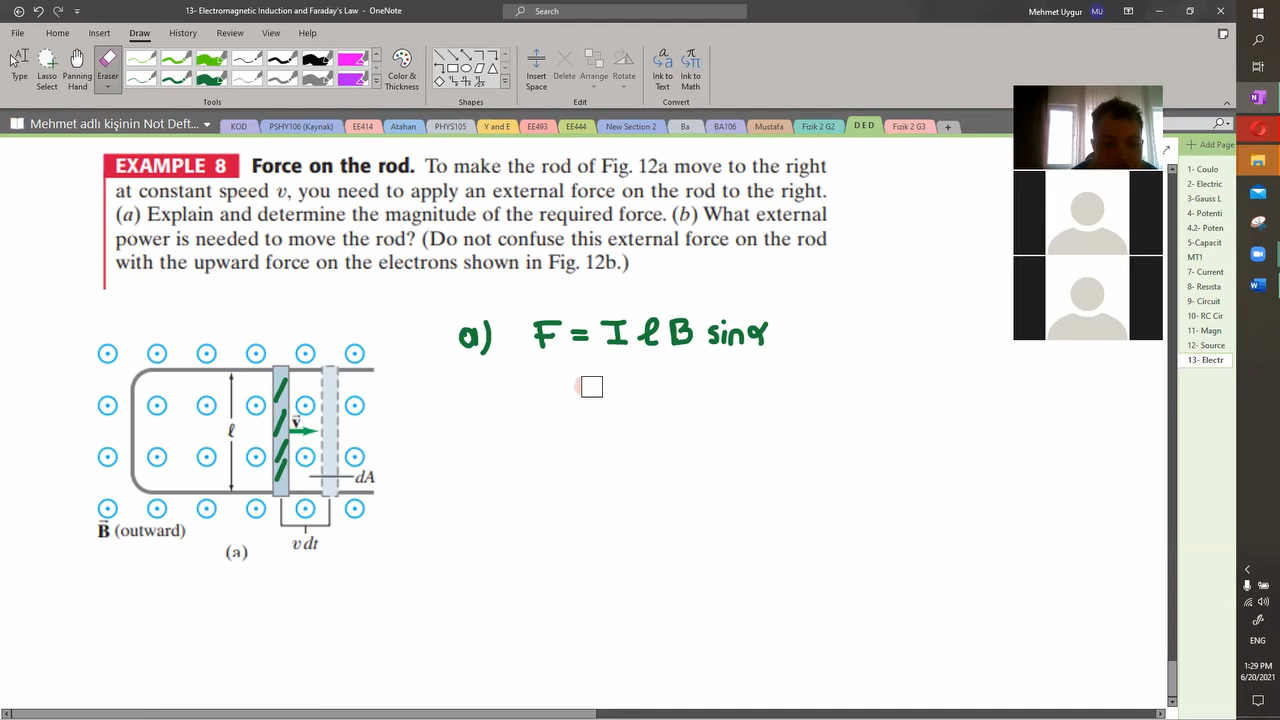 13- Electromagnetic Induction and Faraday's Law - OneNote
Search
Mehmet Uygur MU
File Home Insert Draw History Review View Help
Type
Lasso Select
Panning Hand
Eraser
Color & Thickness
Insert Space
Delete
Arrange
Rotate
Ink to Text
Ink to Math
Tools Shapes Edit Convert
Mehmet adlı kişinin Not Deft...
KOD PSHY106 (Kaynak) EE414 Atahan PHYS105 Y and E EE493 EE444 New Section 2 Ba BA106 Mustafa Fizik 2 G2 D E D Fizik 2 G3
Add Page
1- Coulo
2- Electric
3-Gauss L
4- Potenti
4.2- Poten
5-Capacit
MT1
7- Current
8- Resista
9- Circuit
10- RC Cir
11- Magn
12- Source
13- Electr
EXAMPLE 8 Force on the rod. To make the rod of Fig. 12a move to the right
at constant speed v, you need to apply an external force on the rod to the right.
(a) Explain and determine the magnitude of the required force. (b) What external
power is needed to move the rod? (Do not confuse this external force on the rod
with the upward force on the electrons shown in Fig. 12b.)
a) F = I ℓ B sinα
ℓ
v⃗
dA
B⃗ (outward)
v dt
(a)
ENG
1:29 PM
6/20/2021